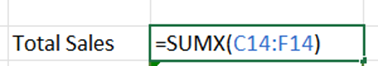 Total Sales =SUMX(C14:F14)